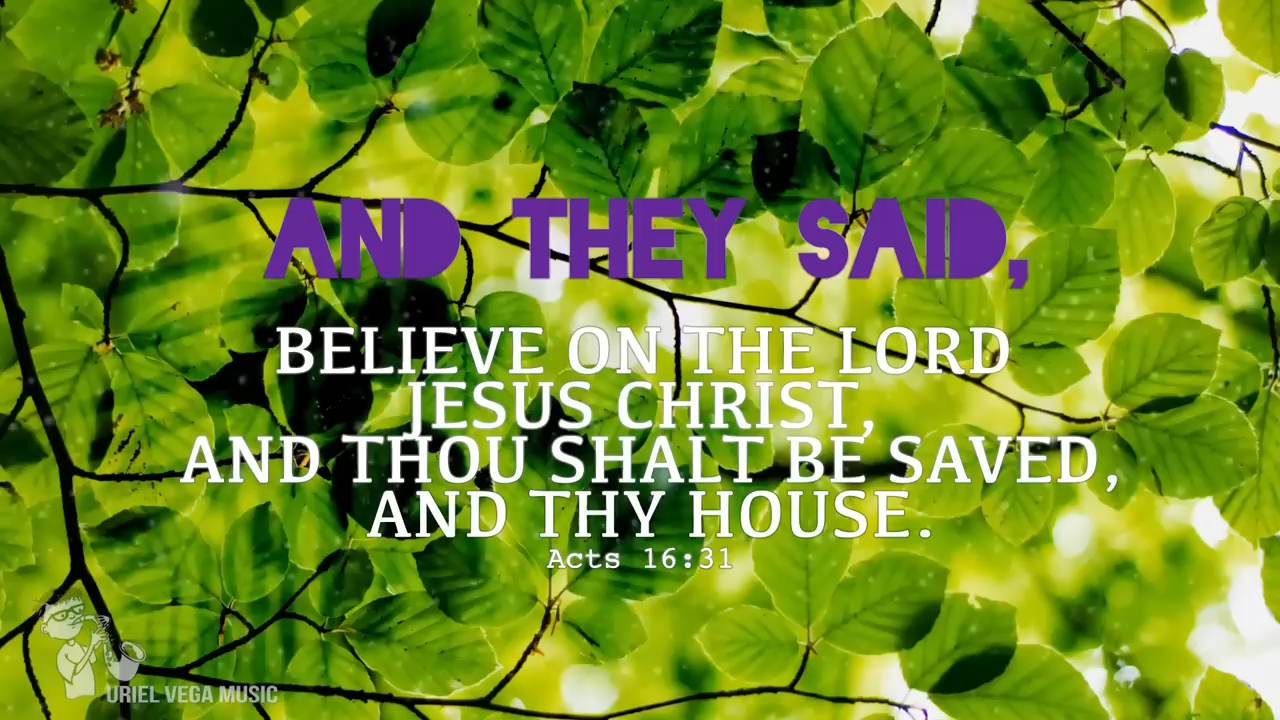 AND THEY SAID,
BELIEVE ON THE LORD
JESUS CHRIST,
AND THOU SHALT BE SAVED,
AND THY HOUSE.
Acts 16:31
URIEL VEGA MUSIC